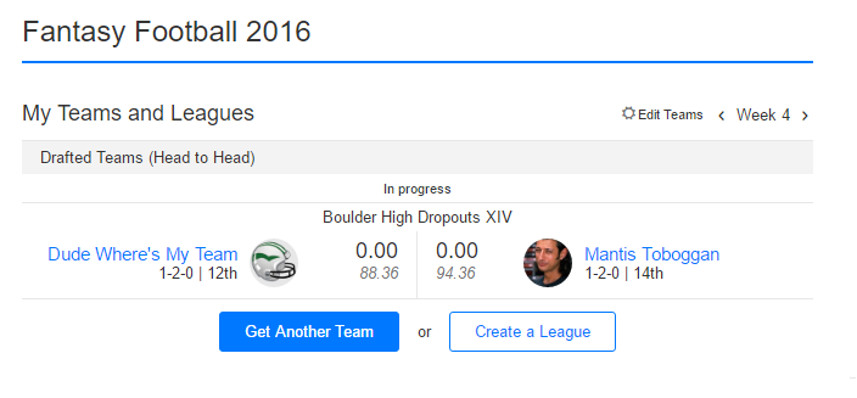 Fantasy Football 2016
My Teams and Leagues
Edit Teams ‹ Week 4 ›
Drafted Teams (Head to Head)
In progress
Boulder High Dropouts XIV
Dude Where's My Team 0.00 0.00 Mantis Toboggan
1-2-0 | 12th 88.36 94.36 1-2-0 | 14th
Get Another Team or Create a League